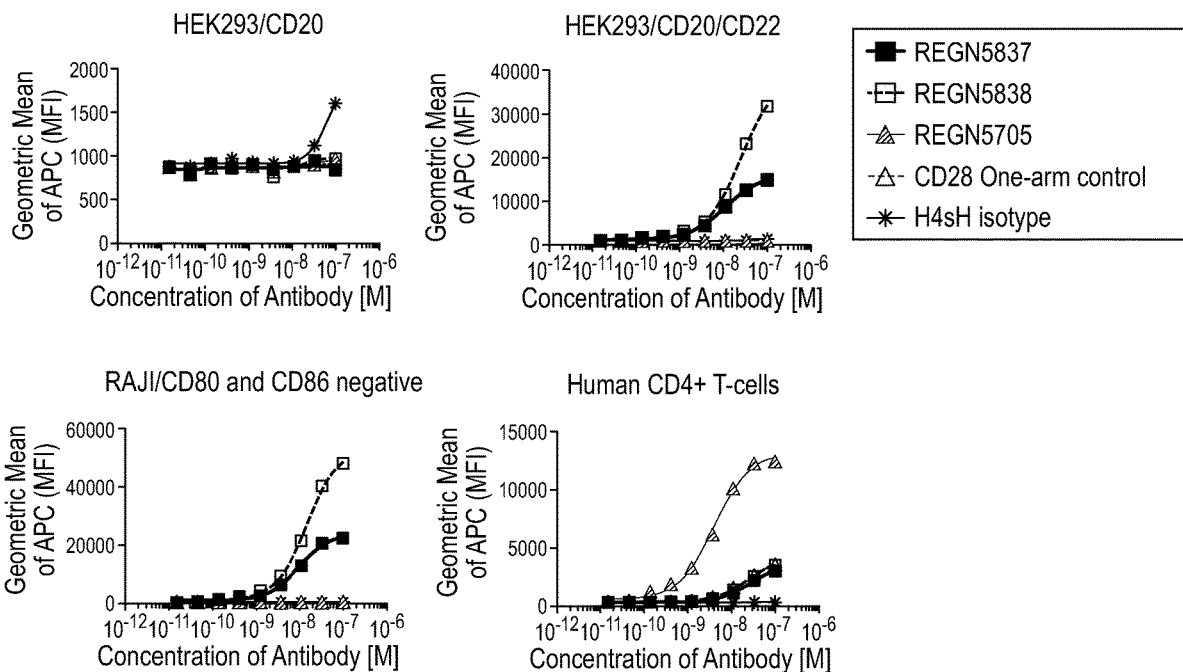 HEK293/CD20
Geometric Mean
of APC (MFI)
2000
1500
1000
500
0
10-12 10-11 10-10 10-9 10-8 10-7 10-6
Concentration of Antibody [M]
HEK293/CD20/CD22
Geometric Mean
of APC (MFI)
40000
30000
20000
10000
0
10-12 10-11 10-10 10-9 10-8 10-7 10-6
Concentration of Antibody [M]
REGN5837
REGN5838
REGN5705
CD28 One-arm control
H4sH isotype
RAJI/CD80 and CD86 negative
Geometric Mean
of APC (MFI)
60000
40000
20000
0
10-12 10-11 10-10 10-9 10-8 10-7 10-6
Concentration of Antibody [M]
Human CD4+ T-cells
Geometric Mean
of APC (MFI)
15000
10000
5000
0
10-12 10-11 10-10 10-9 10-8 10-7 10-6
Concentration of Antibody [M]